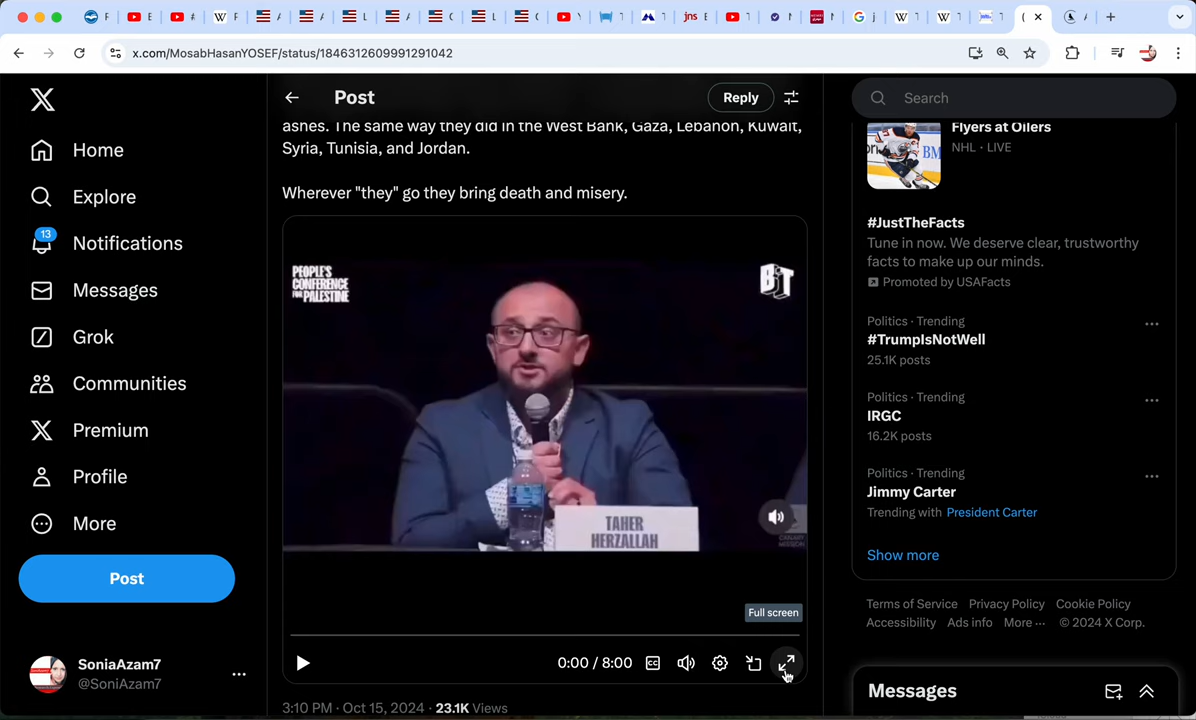 x.com/MosabHasanYOSEF/status/1846312609991291042
Home
Explore
13
Notifications
Messages
Grok
Communities
Premium
Profile
More
Post
SoniaAzam7
@SoniAzam7
Post
Reply
ashes. The same way they did in the West Bank, Gaza, Lebanon, Kuwait,
Syria, Tunisia, and Jordan.
Wherever "they" go they bring death and misery.
PEOPLE'S
CONFERENCE
FOR PALESTINE
BT
TAHER
HERZALLAH
Full screen
0:00 / 8:00
CC
3:10 PM · Oct 15, 2024 · 23.1K Views
Search
Flyers at Oilers
NHL · LIVE
#JustTheFacts
Tune in now. We deserve clear, trustworthy
facts to make up our minds.
Promoted by USAFacts
Politics · Trending
#TrumpIsNotWell
25.1K posts
Politics · Trending
IRGC
16.2K posts
Politics · Trending
Jimmy Carter
Trending with President Carter
Show more
Terms of Service Privacy Policy Cookie Policy
Accessibility Ads info More ··· © 2024 X Corp.
Messages